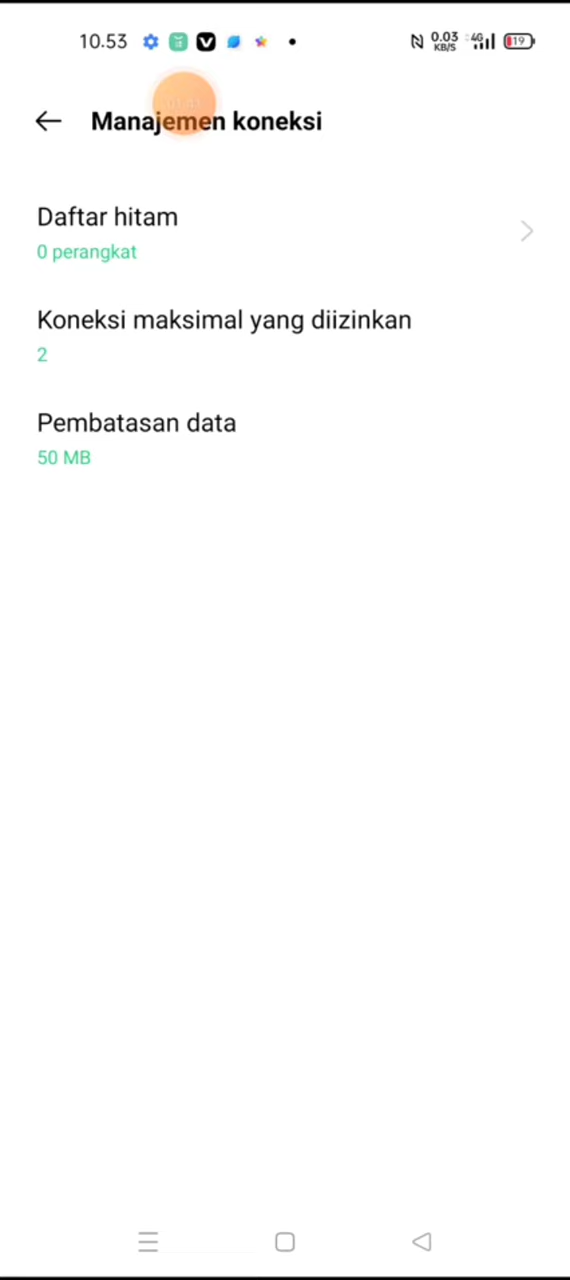 10.53
0.03
KB/S
4G
19
Manajemen koneksi
Daftar hitam
0 perangkat
Koneksi maksimal yang diizinkan
2
Pembatasan data
50 MB